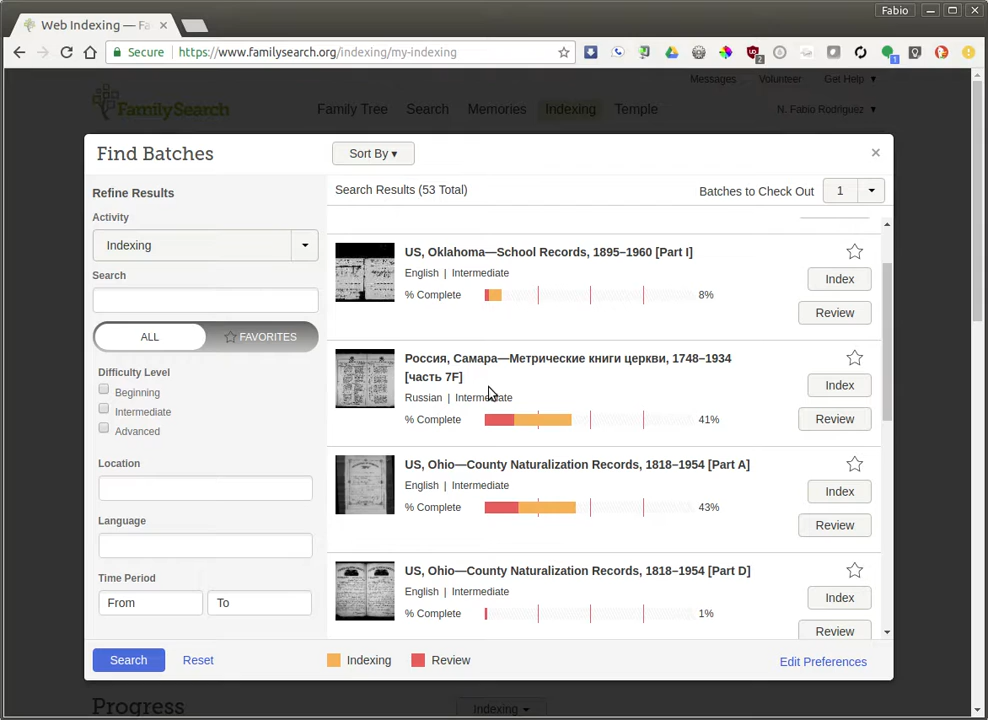 Fabio
Web Indexing — Fa
Secure https://www.familysearch.org/indexing/my-indexing
Messages Volunteer Get Help
FamilySearch Family Tree Search Memories Indexing Temple N. Fabio Rodriguez
Find Batches Sort By
Refine Results
Search Results (53 Total) Batches to Check Out 1
Activity
Indexing
Search
ALL FAVORITES
Difficulty Level
Beginning
Intermediate
Advanced
Location
Language
Time Period
From To
US, Oklahoma—School Records, 1895–1960 [Part I]
English | Intermediate
% Complete 8%
Index
Review
Россия, Самара—Метрические книги церкви, 1748–1934
[часть 7F]
Russian | Intermediate
% Complete 41%
Index
Review
US, Ohio—County Naturalization Records, 1818–1954 [Part A]
English | Intermediate
% Complete 43%
Index
Review
US, Ohio—County Naturalization Records, 1818–1954 [Part D]
English | Intermediate
% Complete 1%
Index
Review
Search Reset Indexing Review Edit Preferences
Progress Indexing